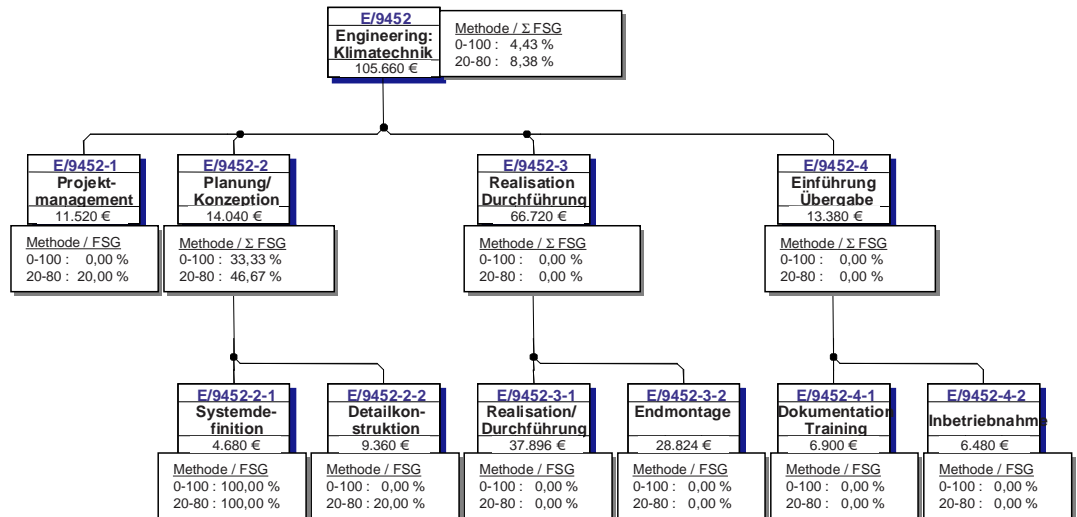 E/9452
Engineering:
Klimatechnik
105.660 €
Methode / Σ FSG
0-100 : 4,43 %
20-80 : 8,38 %
E/9452-1
Projekt-
management
11.520 €
Methode / FSG
0-100 : 0,00 %
20-80 : 20,00 %
E/9452-2
Planung/
Konzeption
14.040 €
Methode / Σ FSG
0-100 : 33,33 %
20-80 : 46,67 %
E/9452-3
Realisation
Durchführung
66.720 €
Methode / Σ FSG
0-100 : 0,00 %
20-80 : 0,00 %
E/9452-4
Einführung
Übergabe
13.380 €
Methode / Σ FSG
0-100 : 0,00 %
20-80 : 0,00 %
E/9452-2-1
Systemde-
finition
4.680 €
Methode / FSG
0-100 : 100,00 %
20-80 : 100,00 %
E/9452-2-2
Detailkon-
struktion
9.360 €
Methode / FSG
0-100 : 0,00 %
20-80 : 20,00 %
E/9452-3-1
Realisation/
Durchführung
37.896 €
Methode / FSG
0-100 : 0,00 %
20-80 : 0,00 %
E/9452-3-2
Endmontage
28.824 €
Methode / FSG
0-100 : 0,00 %
20-80 : 0,00 %
E/9452-4-1
Dokumentation
Training
6.900 €
Methode / FSG
0-100 : 0,00 %
20-80 : 0,00 %
E/9452-4-2
Inbetriebnahme
6.480 €
Methode / FSG
0-100 : 0,00 %
20-80 : 0,00 %